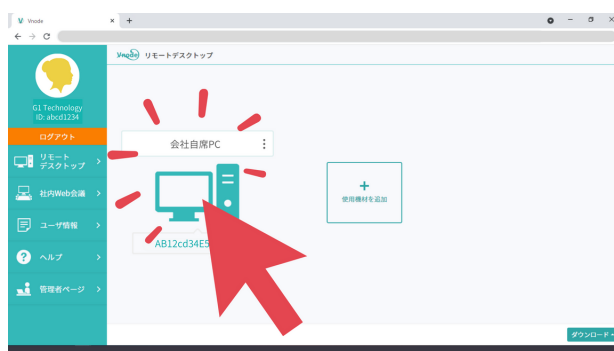 Vnode
Vnode リモートデスクトップ
G1 Technology
ID: abcd1234
ログアウト
リモート
デスクトップ
社内Web会議
ユーザ情報
ヘルプ
管理者ページ
会社自席PC
AB12cd34E5
使用機材を追加
ダウンロード